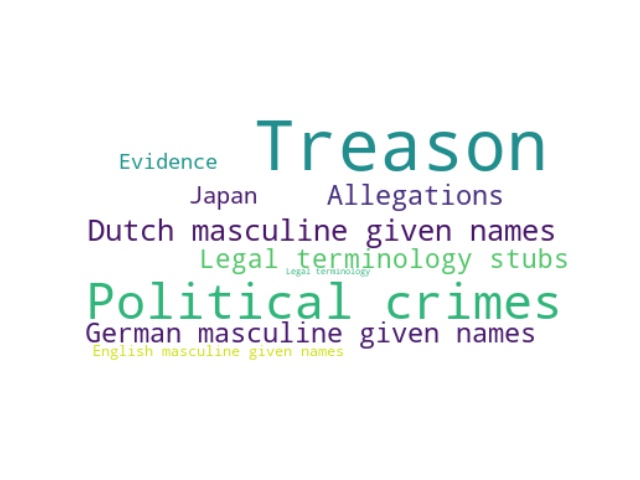 Treason
Evidence
Japan
Allegations
Dutch masculine given names
Legal terminology stubs
Legal terminology
Political crimes
German masculine given names
English masculine given names